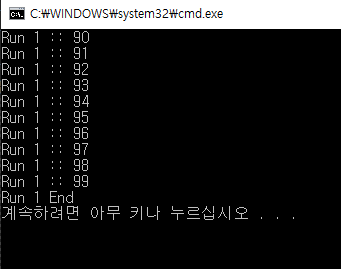 C:₩WINDOWS₩system32₩cmd.exe
Run 1 :: 90
Run 1 :: 91
Run 1 :: 92
Run 1 :: 93
Run 1 :: 94
Run 1 :: 95
Run 1 :: 96
Run 1 :: 97
Run 1 :: 98
Run 1 :: 99
Run 1 End
계속하려면 아무 키나 누르십시오 . . .